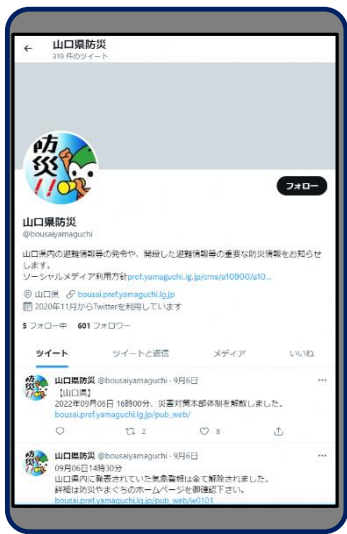 山口県防災
319 件のツイート
防
災
!!
フォロー
山口県防災
@bousaiyamaguchi
山口県内の避難情報等の発令や、開設した避難情報等の重要な防災情報をお知らせ
します。
ソーシャルメディア利用方針pref.yamaguchi.lg.jp/cms/a10900/a10...
山口県 bousai.pref.yamaguchi.lg.jp
2020年11月からTwitterを利用しています
5 フォロー中 601 フォロワー
ツイート ツイートと返信 メディア いいね
山口県防災 @bousaiyamaguchi · 9月6日 ...
【山口県】
2022年09月06日 16時00分、災害対策本部体制を解散しました。
bousai.pref.yamaguchi.lg.jp/pub_web/
2 8
山口県防災 @bousaiyamaguchi · 9月6日 ...
09月06日14時30分
山口県内に発表されていた気象警報は全て解除されました。
詳細は防災やまぐちのホームページを御確認下さい。
bousai.pref.yamaguchi.lg.jp/pub_web/w0101